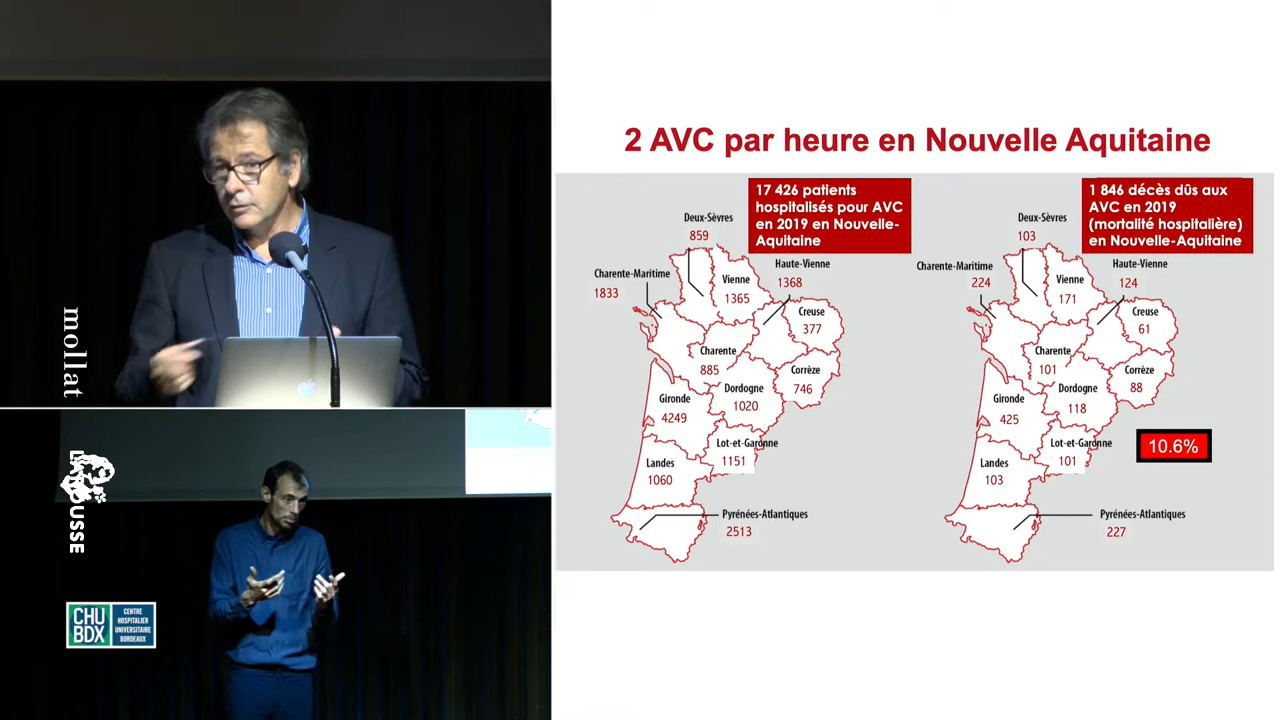 2 AVC par heure en Nouvelle Aquitaine
17 426 patients
hospitalisés pour AVC
en 2019 en Nouvelle-
Aquitaine
Deux-Sèvres
859
Charente-Maritime
1833
Vienne
1365
Haute-Vienne
1368
Creuse
377
Charente
885
Corrèze
746
Dordogne
1020
Gironde
4249
Lot-et-Garonne
1151
Landes
1060
Pyrénées-Atlantiques
2513
1 846 décès dûs aux
AVC en 2019
(mortalité hospitalière)
en Nouvelle-Aquitaine
Deux-Sèvres
103
Charente-Maritime
224
Vienne
171
Haute-Vienne
124
Creuse
61
Charente
101
Corrèze
88
Dordogne
118
Gironde
425
Lot-et-Garonne
101
10.6%
Landes
103
Pyrénées-Atlantiques
227
mollat
LAROUSSE
CHU
BDX
CENTRE
HOSPITALIER
UNIVERSITAIRE
BORDEAUX